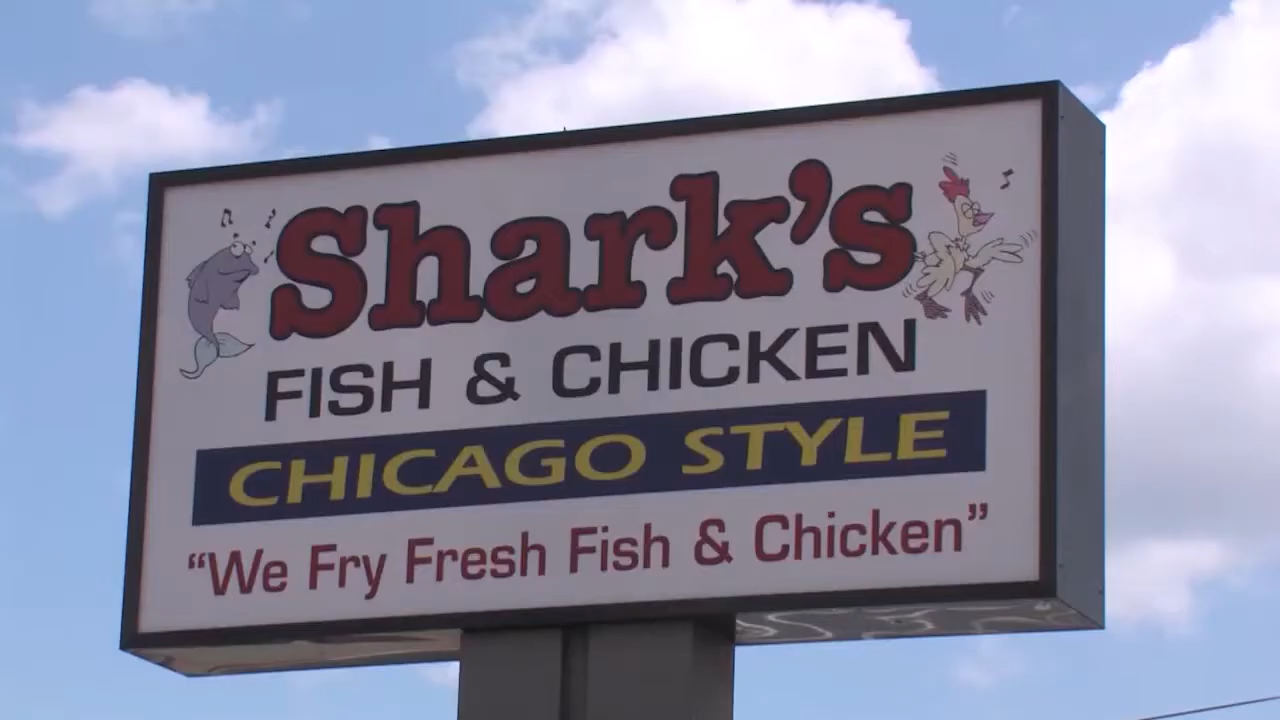 Shark's
FISH & CHICKEN
CHICAGO STYLE
“We Fry Fresh Fish & Chicken”